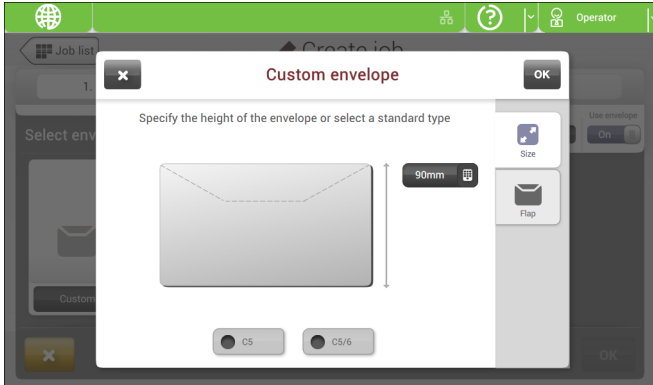 Operator
Job list
Create job
1.
Custom envelope
OK
Use envelope
On
Select env
Specify the height of the envelope or select a standard type
90mm
Size
Flap
Custom
C5
C5/6
OK